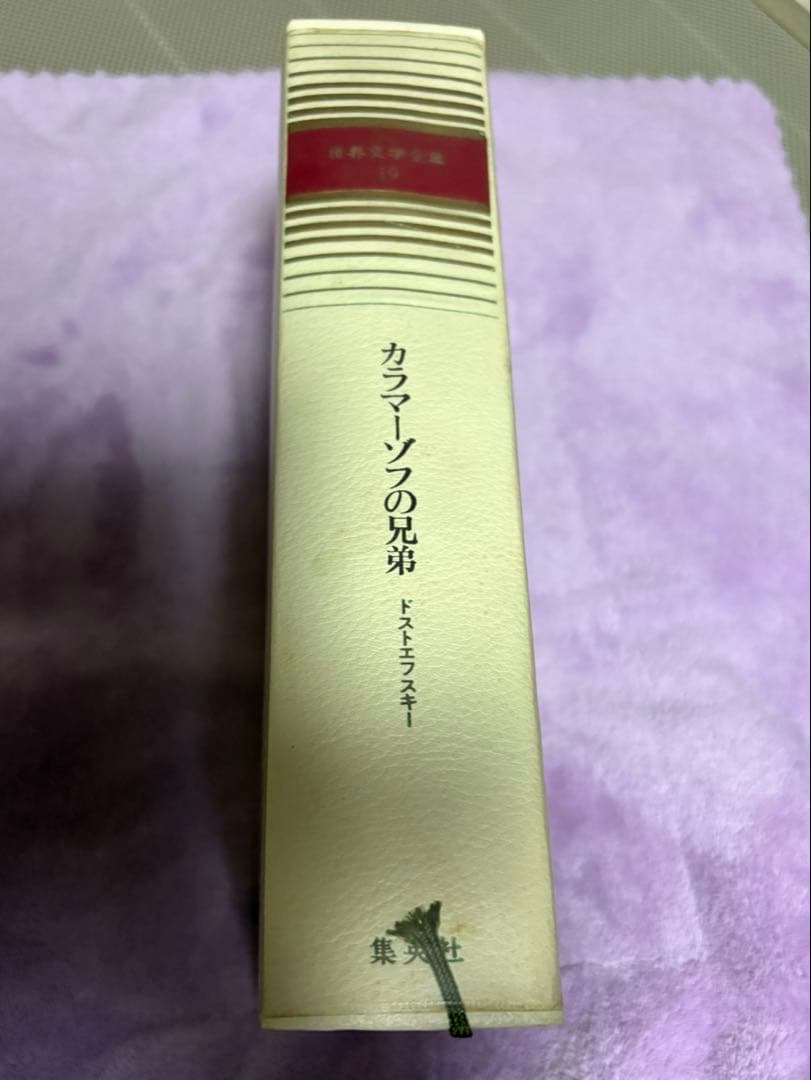 世界文学全集
19
カラマーゾフの兄弟
ドストエフスキー
集英社